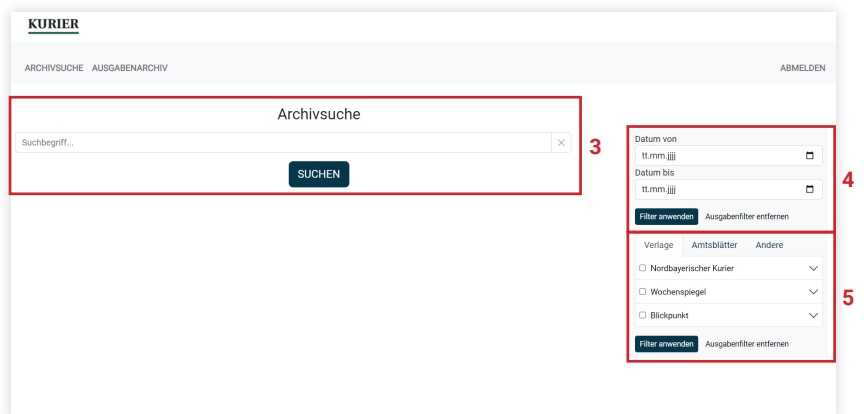 KURIER
ARCHIVSUCHE AUSGABENARCHIV ABMELDEN
Archivsuche
Suchbegriff...
SUCHEN
3
Datum von
tt.mm.jjjj
Datum bis
tt.mm.jjjj
Filter anwenden Ausgabenfilter entfernen
4
Verlage Amtsblätter Andere
Nordbayerischer Kurier
Wochenspiegel
Blickpunkt
Filter anwenden Ausgabenfilter entfernen
5